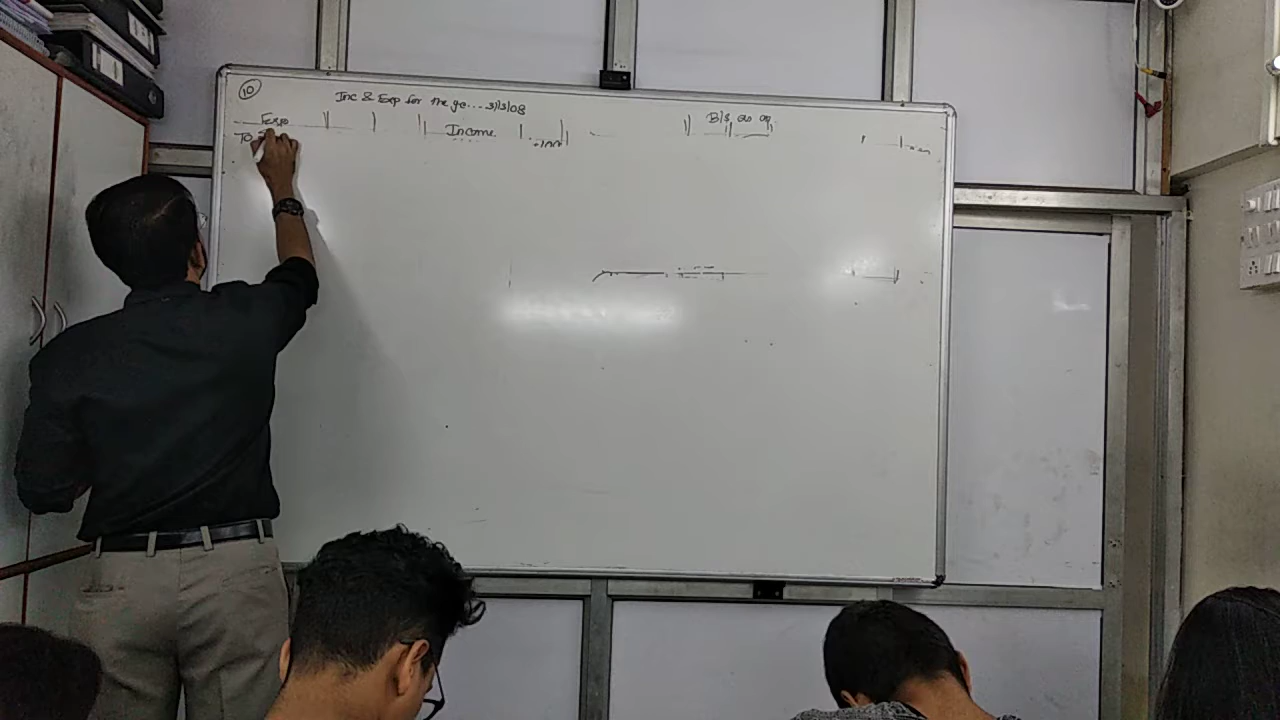 10
Inc & Exp for the ye... 31/3/08
Exp
Income
B/S as on
To